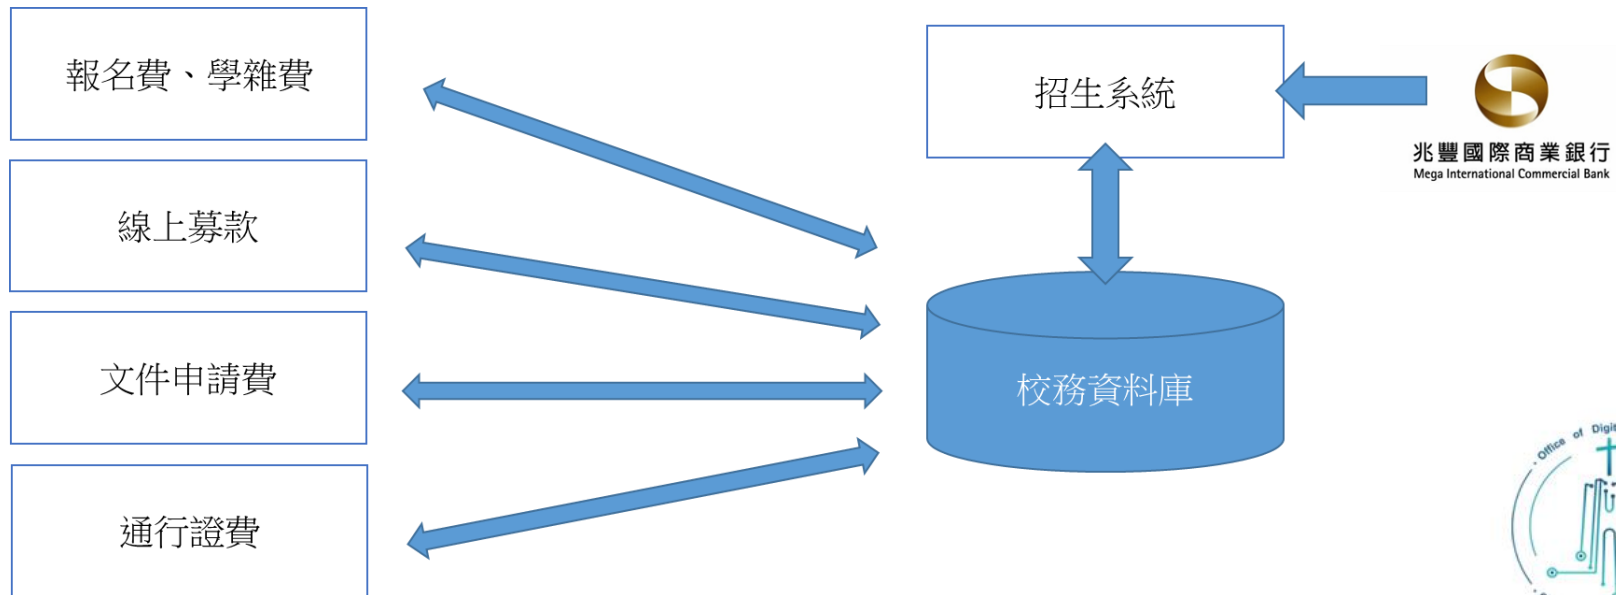 報名費、學雜費
招生系統
兆豐國際商業銀行
Mega International Commercial Bank
線上募款
文件申請費
校務資料庫
通行證費
Office of